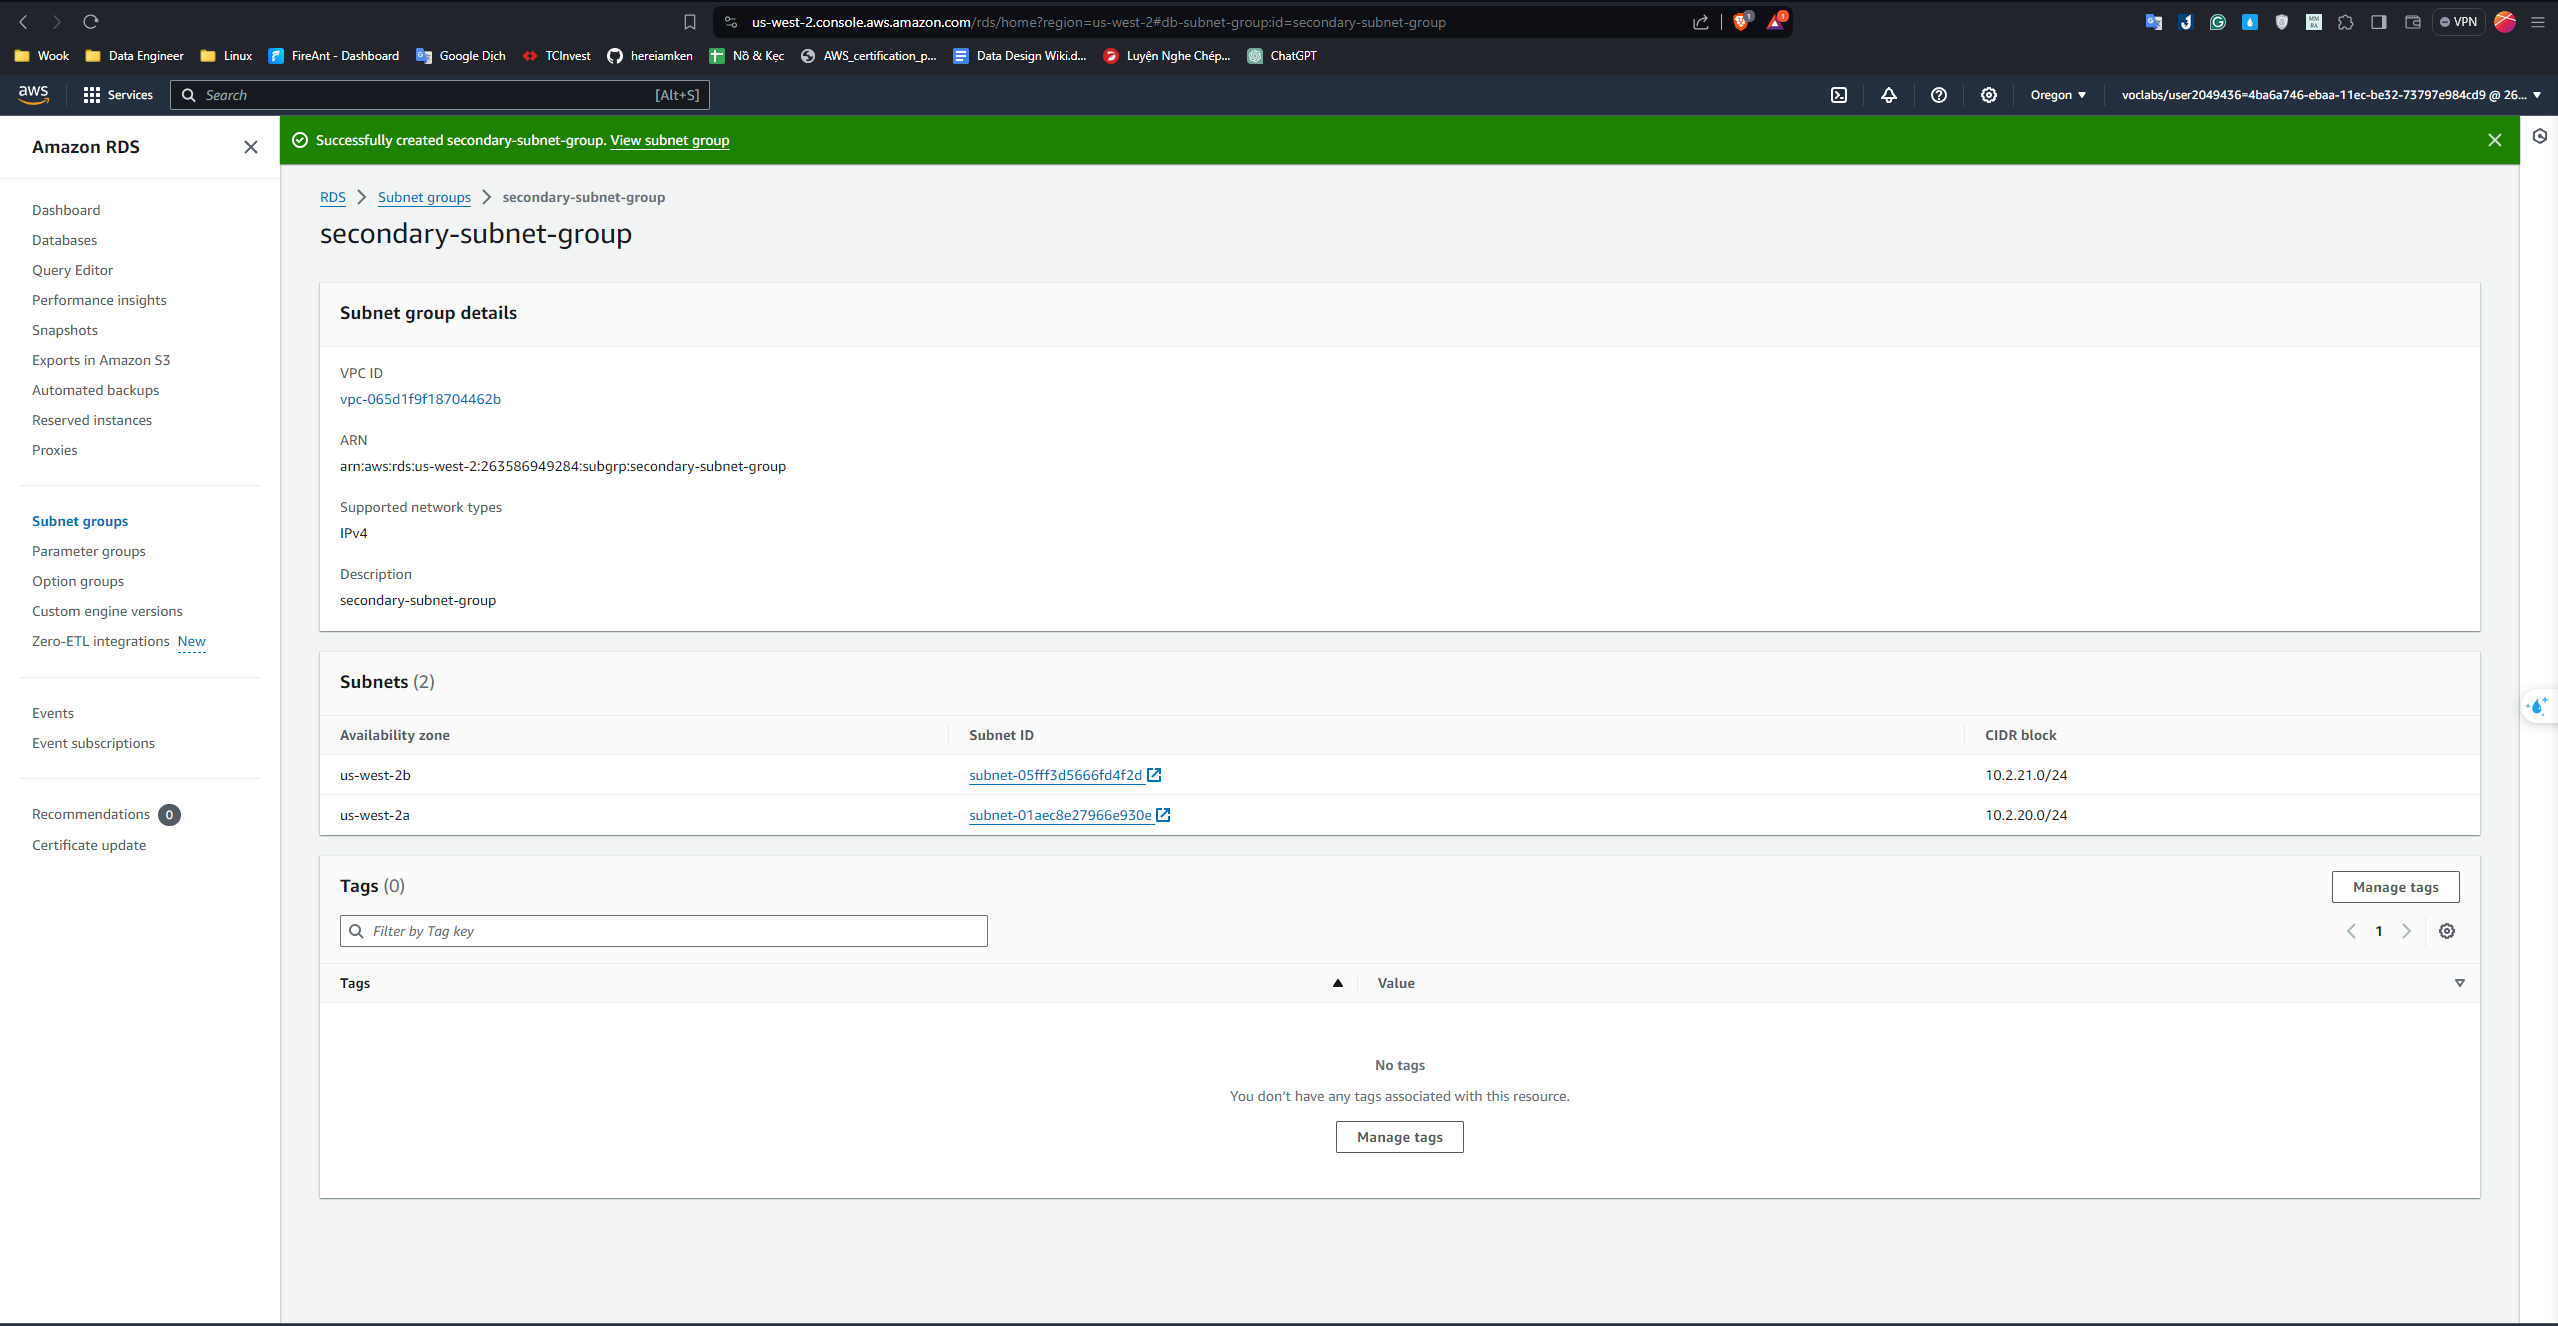 us-west-2.console.aws.amazon.com/rds/home?region=us-west-2#db-subnet-group:id=secondary-subnet-group
1
1
VPN
Wook
Data Engineer
Linux
FireAnt - Dashboard
Google Dịch
TCInvest
hereiamken
Nồ & Kẹc
AWS_certification_p...
Data Design Wiki.d...
Luyện Nghe Chép...
ChatGPT
aws
Services
Search
[Alt+S]
Oregon
voclabs/user2049436=4ba6a746-ebaa-11ec-be32-73797e984cd9 @ 26...
Amazon RDS
Successfully created secondary-subnet-group. View subnet group
Dashboard
Databases
Query Editor
Performance insights
Snapshots
Exports in Amazon S3
Automated backups
Reserved instances
Proxies
Subnet groups
Parameter groups
Option groups
Custom engine versions
Zero-ETL integrations New
Events
Event subscriptions
Recommendations 0
Certificate update
RDS
Subnet groups
secondary-subnet-group
secondary-subnet-group
Subnet group details
VPC ID
vpc-065d1f9f18704462b
ARN
arn:aws:rds:us-west-2:263586949284:subgrp:secondary-subnet-group
Supported network types
IPv4
Description
secondary-subnet-group
Subnets (2)
Availability zone Subnet ID CIDR block
us-west-2b subnet-05fff3d5666fd4f2d 10.2.21.0/24
us-west-2a subnet-01aec8e27966e930e 10.2.20.0/24
Tags (0)
Manage tags
Filter by Tag key
1
Tags Value
No tags
You don't have any tags associated with this resource.
Manage tags